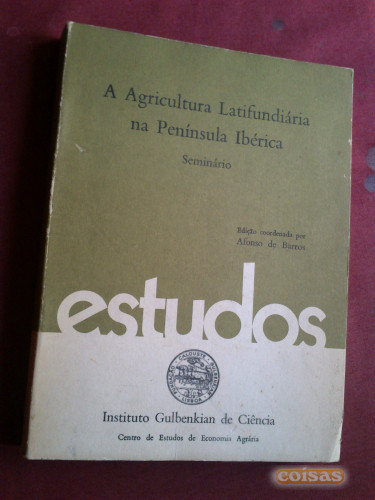 A Agricultura Latifundiária
na Península Ibérica
Seminário
Edição coordenada por
Afonso de Barros
estudos
LISBOA
Instituto Gulbenkian de Ciência
Centro de Estudos de Economia Agrária
coisas